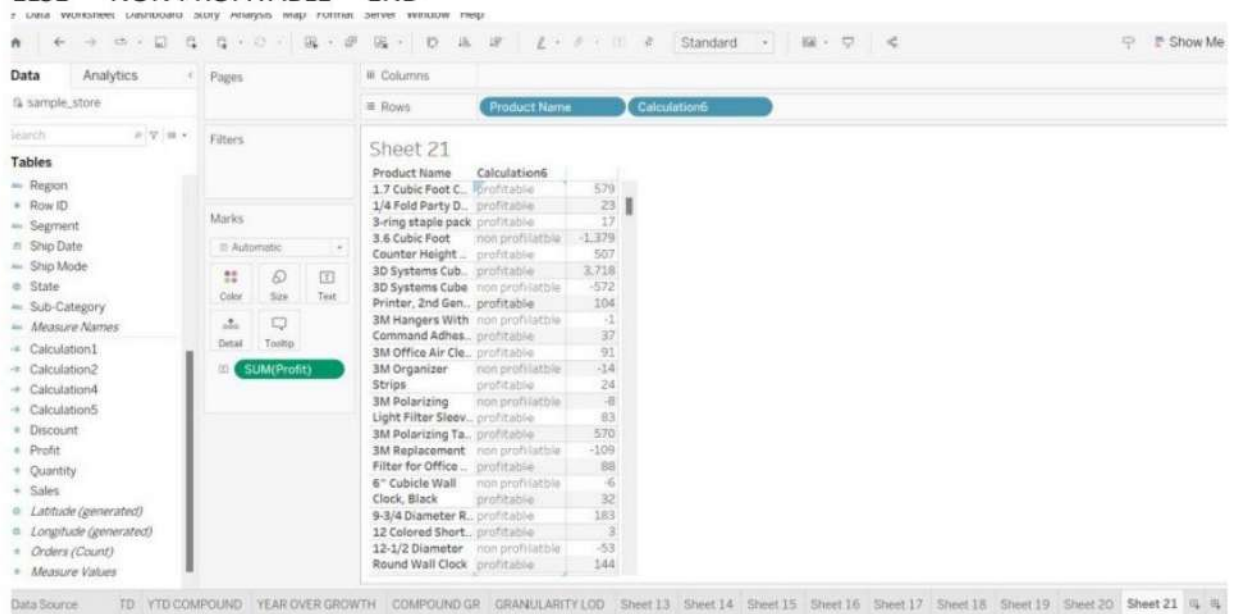 Data Worksheet Dashboard Story Analysis Map Format Server Window Help
Standard
Show Me
Data Analytics
Pages
Columns
sample_store
Rows
Product Name
Calculation6
Search
Filters
Sheet 21
Tables
Region
Row ID
Segment
Ship Date
Ship Mode
State
Sub-Category
Measure Names
Calculation1
Calculation2
Calculation4
Calculation5
Discount
Profit
Quantity
Sales
Latitude (generated)
Longitude (generated)
Orders (Count)
Measure Values
Marks
Automatic
Color Size Text
Detail Tooltip
SUM(Profit)
Product Name Calculation6
1.7 Cubic Foot C.. profitable 579
1/4 Fold Party D.. profitable 23
3-ring staple pack profitable 17
3.6 Cubic Foot non profilatble -1,379
Counter Height .. profitable 507
3D Systems Cub.. profitable 3,718
3D Systems Cube non profilatble -572
Printer, 2nd Gen.. profitable 104
3M Hangers With non profilatble -1
Command Adhes.. profitable 37
3M Office Air Cle.. profitable 91
3M Organizer non profilatble -14
Strips profitable 24
3M Polarizing non profilatble -8
Light Filter Sleev.. profitable 83
3M Polarizing Ta.. profitable 570
3M Replacement non profilatble -109
Filter for Office .. profitable 88
6" Cubicle Wall non profilatble -6
Clock, Black profitable 32
9-3/4 Diameter R.. profitable 183
12 Colored Short.. profitable 3
12-1/2 Diameter non profilatble -53
Round Wall Clock profitable 144
Data Source TD YTD COMPOUND YEAR OVER GROWTH COMPOUND GR GRANULARITY LOD Sheet 13 Sheet 14 Sheet 15 Sheet 16 Sheet 17 Sheet 18 Sheet 19 Sheet 20 Sheet 21